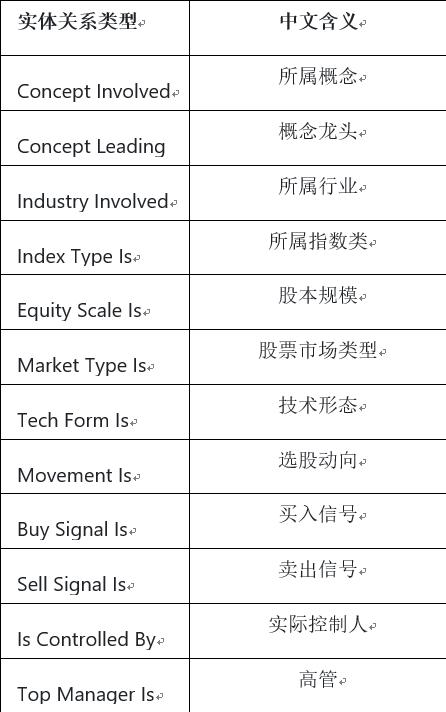 实体关系类型 中文含义
Concept Involved 所属概念
Concept Leading 概念龙头
Industry Involved 所属行业
Index Type Is 所属指数类
Equity Scale Is 股本规模
Market Type Is 股票市场类型
Tech Form Is 技术形态
Movement Is 选股动向
Buy Signal Is 买入信号
Sell Signal Is 卖出信号
Is Controlled By 实际控制人
Top Manager Is 高管